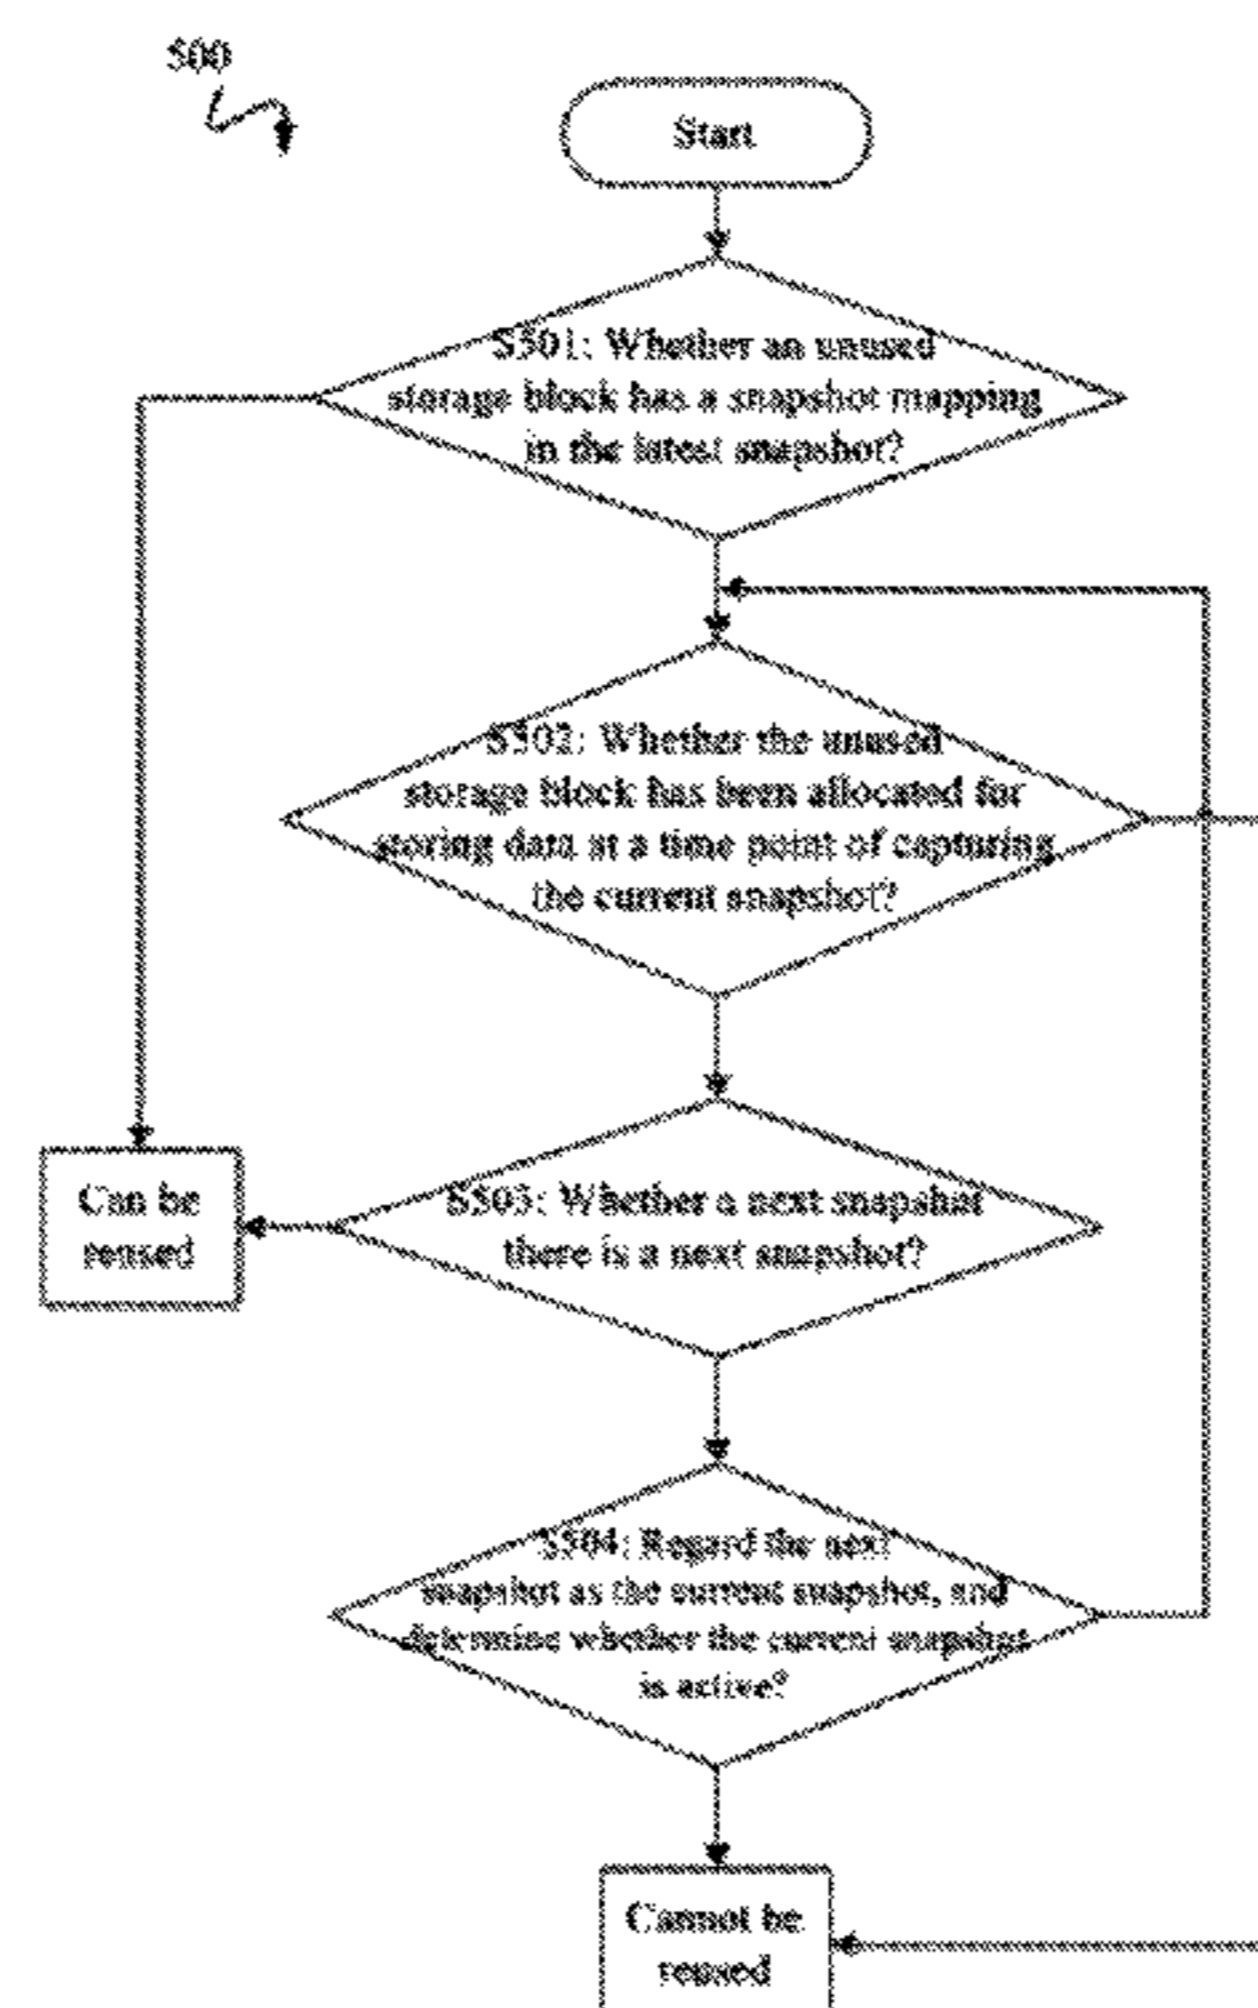 500
Start
S501: Whether an unused
storage block has a snapshot mapping
in the latest snapshot?
S502: Whether the unused
storage block has been allocated for
storing data at a time point of capturing
the current snapshot?
Can be
reused
S503: Whether a next snapshot
there is a next snapshot?
S504: Regard the next
snapshot as the current snapshot, and
determine whether the current snapshot
is active?
Cannot be
reused